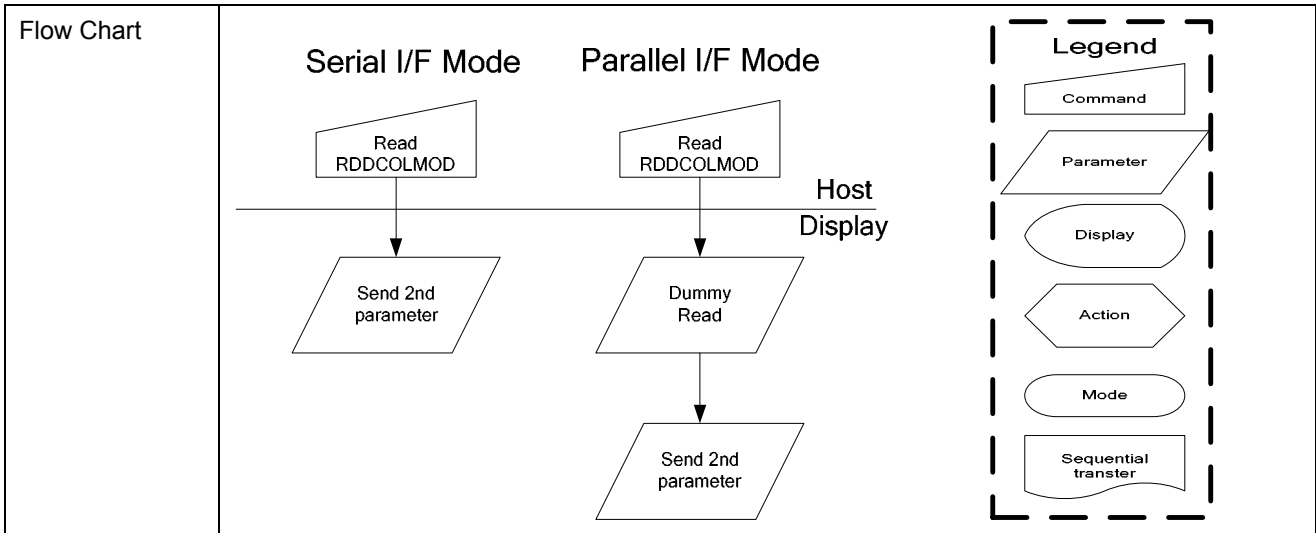 Flow Chart
Serial I/F Mode
Parallel I/F Mode
Read
RDDCOLMOD
Read
RDDCOLMOD
Host
Display
Send 2nd
parameter
Dummy
Read
Send 2nd
parameter
Legend
Command
Parameter
Display
Action
Mode
Sequential
transter